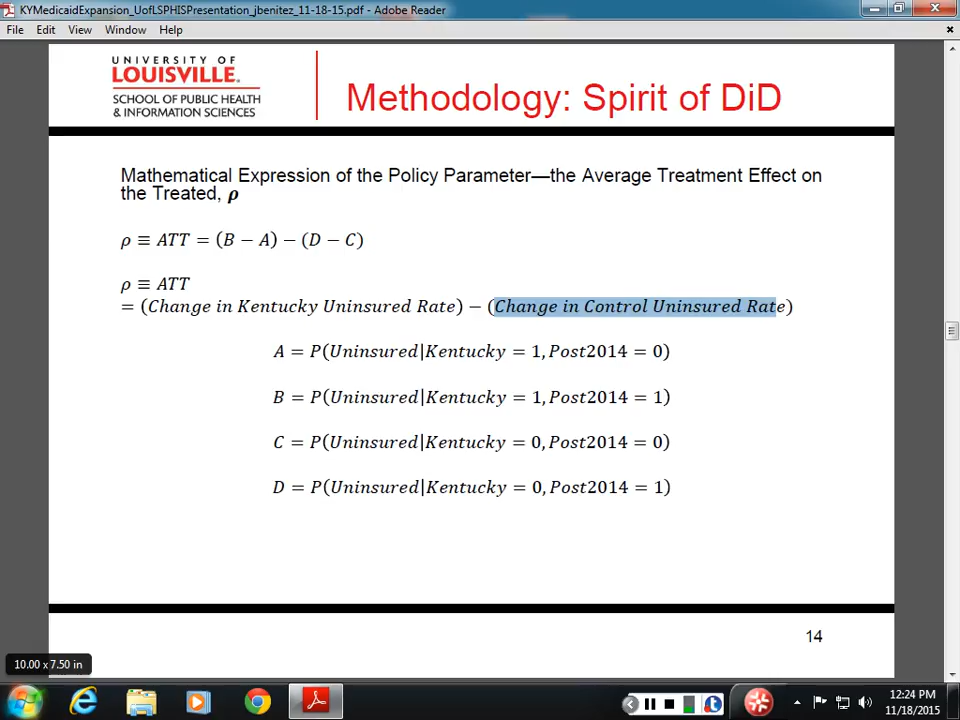 KYMedicaidExpansion_UofLSPHISPresentation_jbenitez_11-18-15.pdf - Adobe Reader
File Edit View Window Help
UNIVERSITY OF
LOUISVILLE.
SCHOOL OF PUBLIC HEALTH
& INFORMATION SCIENCES
Methodology: Spirit of DiD
Mathematical Expression of the Policy Parameter—the Average Treatment Effect on
the Treated, ρ
ρ ≡ ATT = (B − A) − (D − C)
ρ ≡ ATT
= (Change in Kentucky Uninsured Rate) − (Change in Control Uninsured Rate)
A = P(Uninsured|Kentucky = 1, Post2014 = 0)
B = P(Uninsured|Kentucky = 1, Post2014 = 1)
C = P(Uninsured|Kentucky = 0, Post2014 = 0)
D = P(Uninsured|Kentucky = 0, Post2014 = 1)
14
10.00 x 7.50 in
12:24 PM
11/18/2015